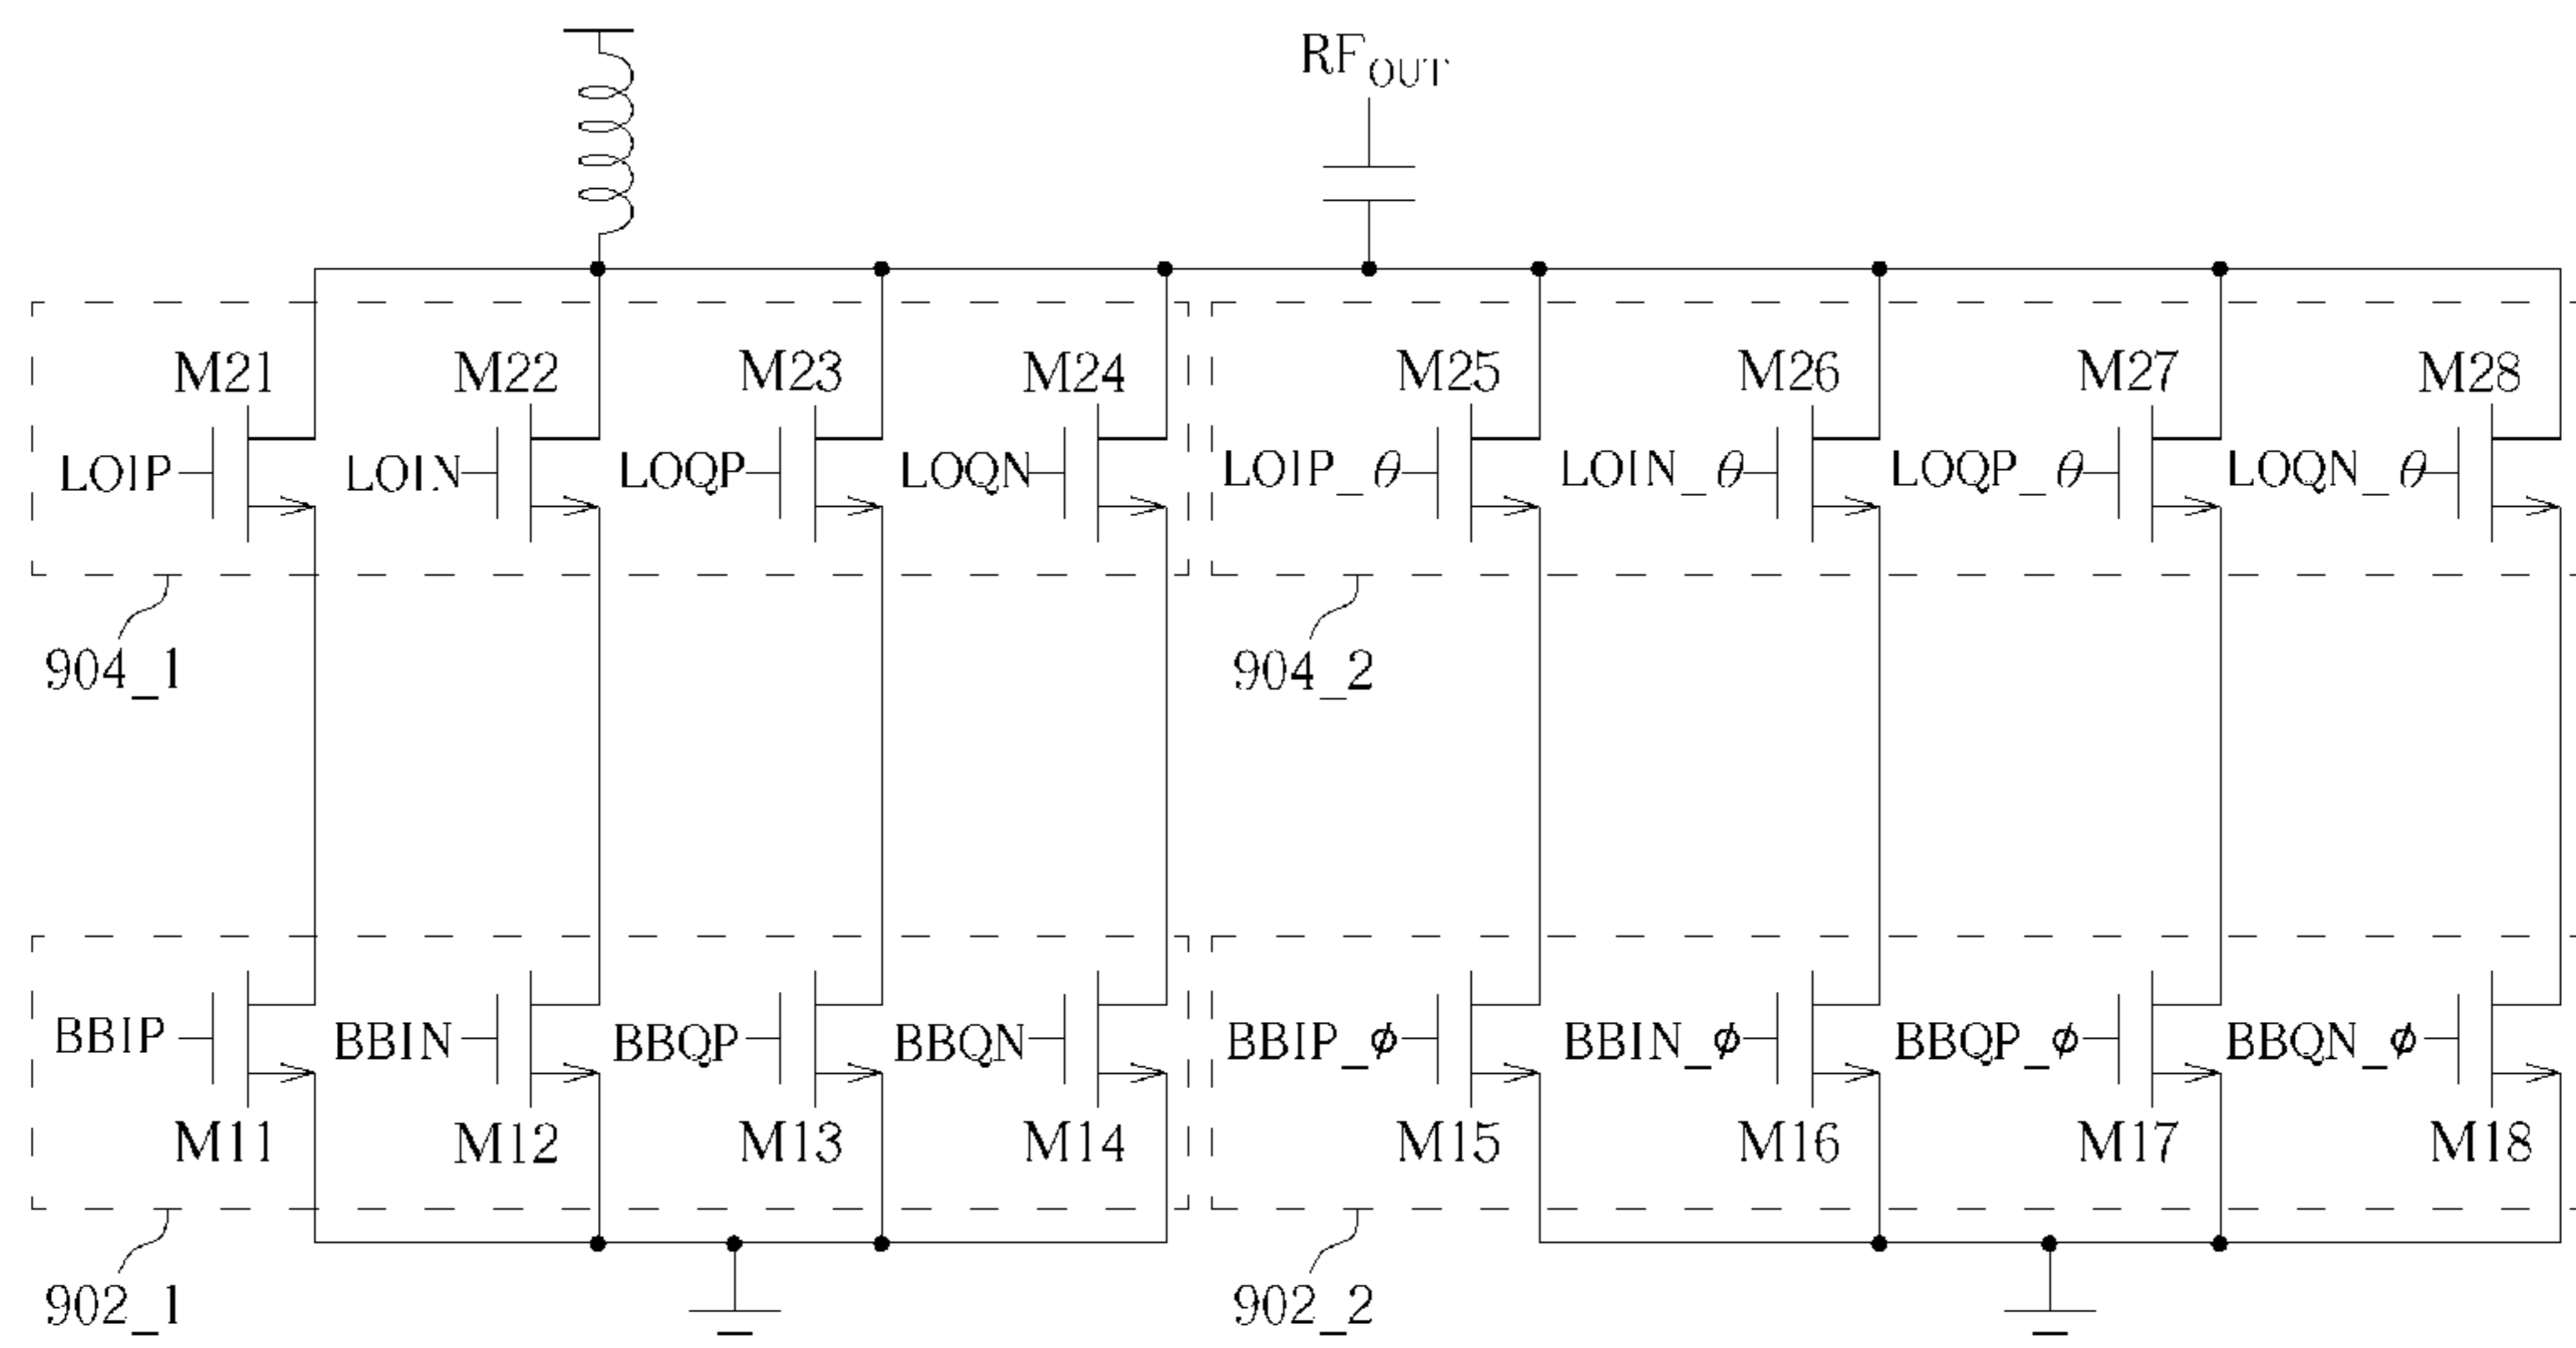 RFOUT
M21 M22 M23 M24 M25 M26 M27 M28
LOIP LOIN LOQP LOQN LOIP_θ LOIN_θ LOQP_θ LOQN_θ
904_1 904_2
BBIP BBIN BBQP BBQN BBIP_ϕ BBIN_ϕ BBQP_ϕ BBQN_ϕ
M11 M12 M13 M14 M15 M16 M17 M18
902_1 902_2